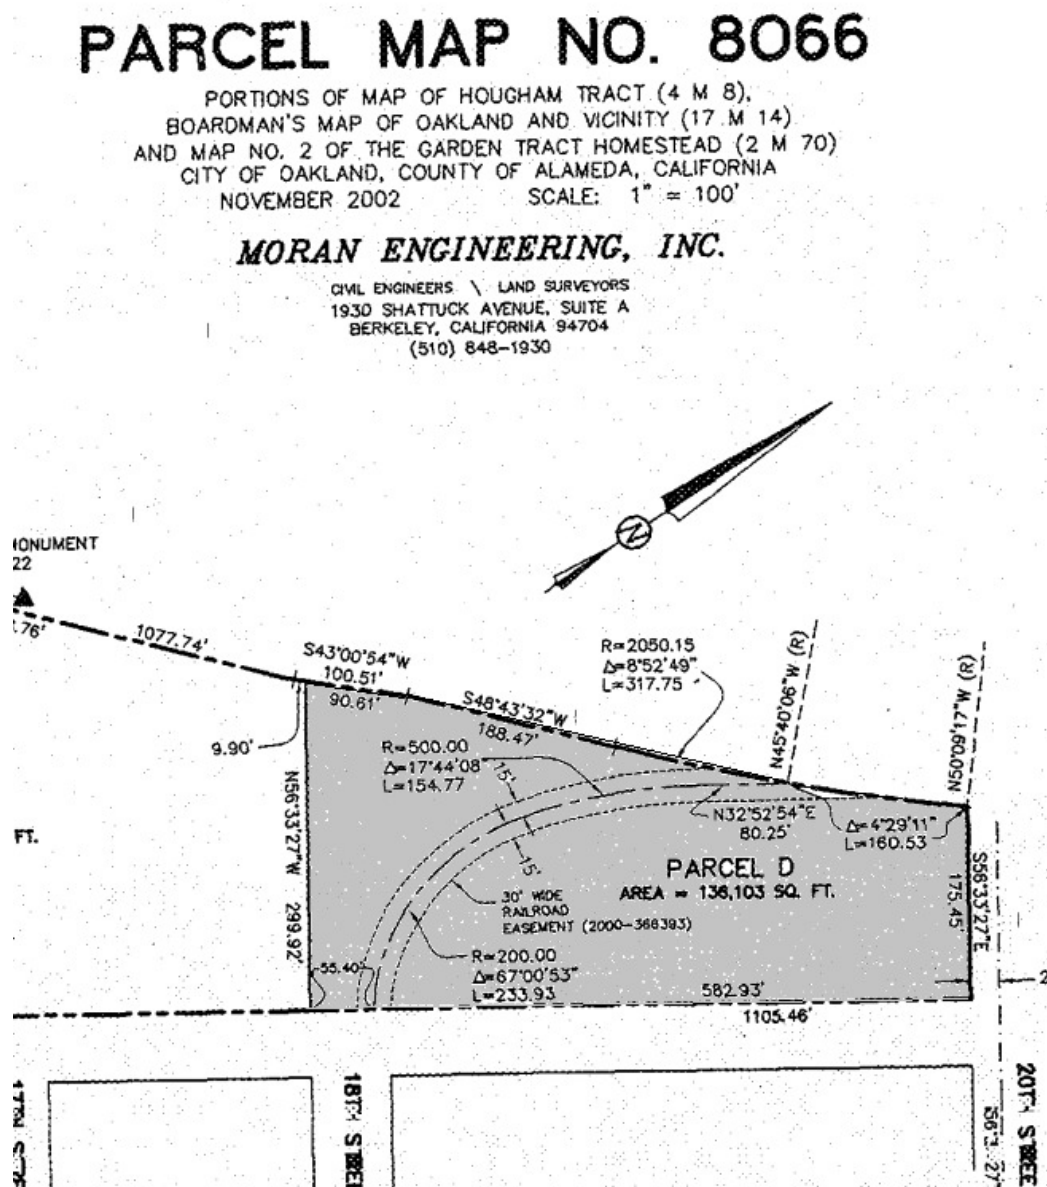 PARCEL MAP NO. 8066
PORTIONS OF MAP OF HOUGHAM TRACT (4 M 8),
BOARDMAN'S MAP OF OAKLAND AND VICINITY (17 M 14)
AND MAP NO. 2 OF THE GARDEN TRACT HOMESTEAD (2 M 70)
CITY OF OAKLAND, COUNTY OF ALAMEDA, CALIFORNIA
NOVEMBER 2002 SCALE: 1" = 100'
MORAN ENGINEERING, INC.
CIVIL ENGINEERS \ LAND SURVEYORS
1930 SHATTUCK AVENUE, SUITE A
BERKELEY, CALIFORNIA 94704
(510) 848-1930
N
MONUMENT
22
.76'
1077.74'
S43°00'54"W
100.51'
90.61'
9.90'
S48°43'32"W
188.47'
R=2050.15
Δ=8°52'49"
L=317.75
N45°40'06"W (R)
N50°09'17"W (R)
R=500.00
Δ=17°44'08"
L=154.77
15'
15'
N32°52'54"E
80.25'
Δ=4°29'11"
L=160.53
N56°33'27"W
299.92'
FT.
PARCEL D
AREA = 136,103 SQ. FT.
S56°33'27"E
175.45'
30' WIDE
RAILROAD
EASEMENT (2000-368393)
55.40'
R=200.00
Δ=67°00'53"
L=233.93
582.93'
1105.46'
2
17TH
18TH STREE
20TH STREE
27"